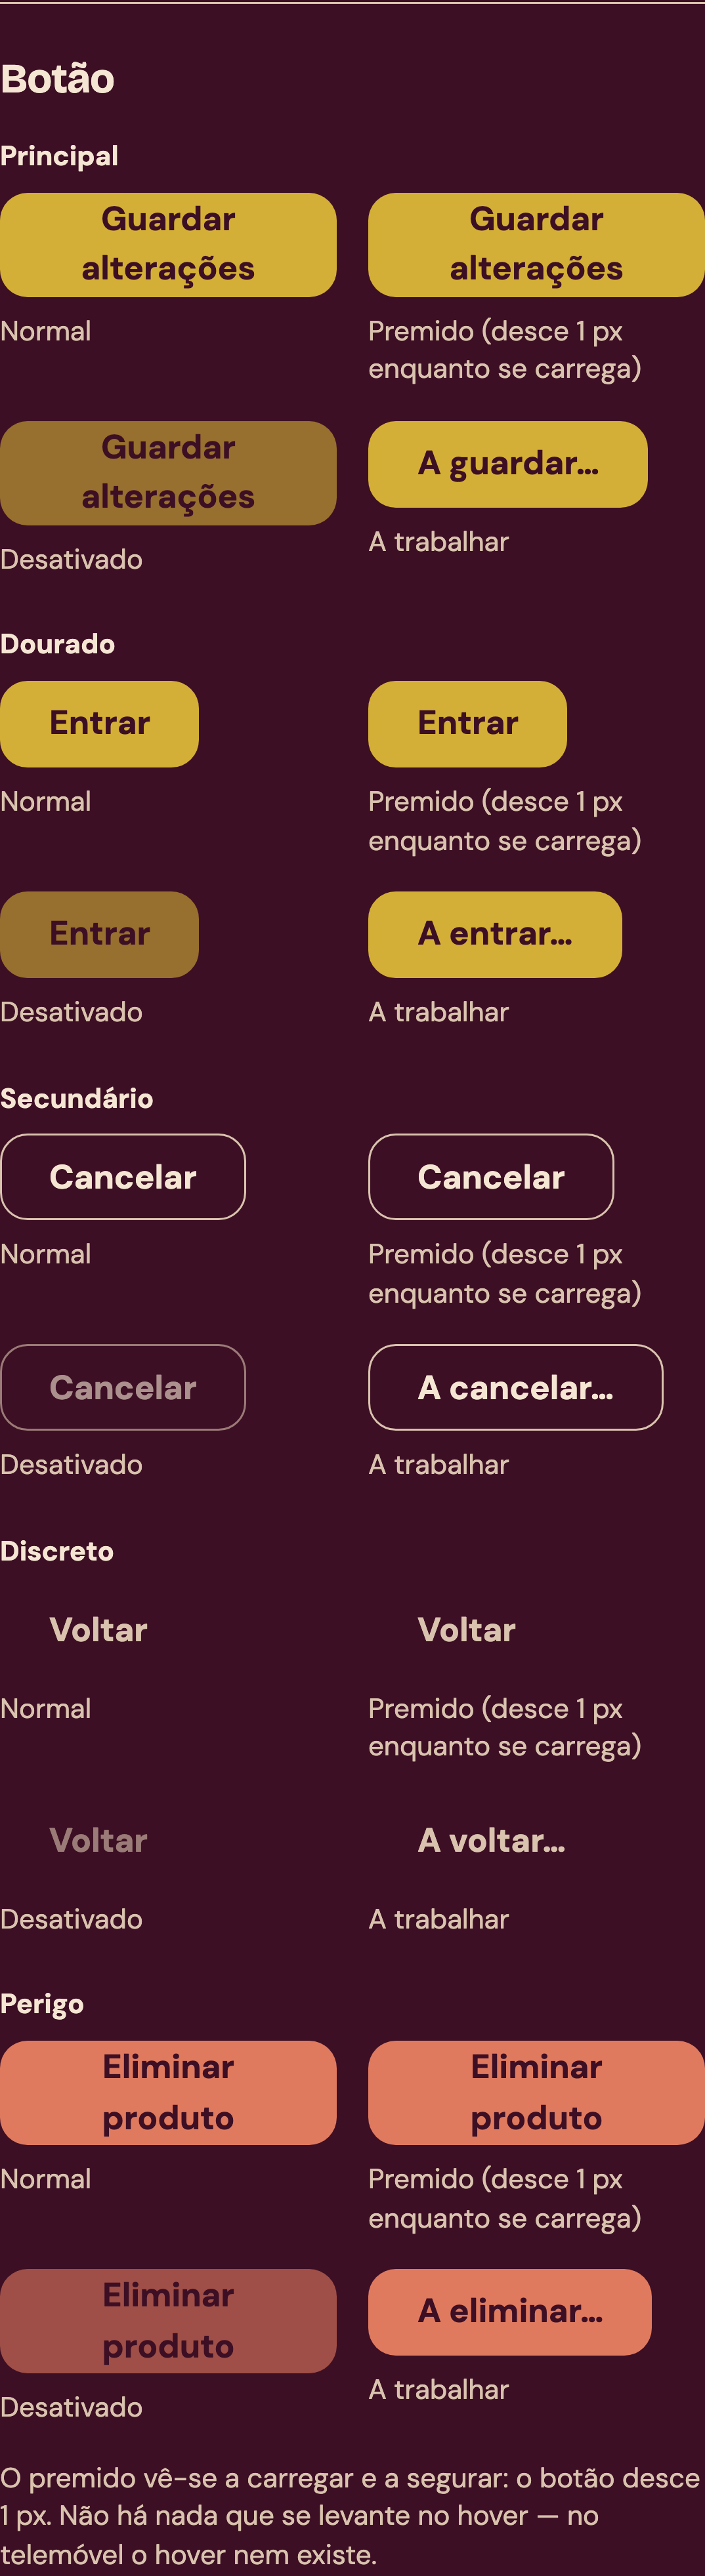 Botão
Principal
Guardar
alterações
Guardar
alterações
Normal
Premido (desce 1 px
enquanto se carrega)
Guardar
alterações
A guardar...
Desativado
A trabalhar
Dourado
Entrar
Entrar
Normal
Premido (desce 1 px
enquanto se carrega)
Entrar
A entrar...
Desativado
A trabalhar
Secundário
Cancelar
Cancelar
Normal
Premido (desce 1 px
enquanto se carrega)
Cancelar
A cancelar...
Desativado
A trabalhar
Discreto
Voltar
Voltar
Normal
Premido (desce 1 px
enquanto se carrega)
Voltar
A voltar...
Desativado
A trabalhar
Perigo
Eliminar
produto
Eliminar
produto
Normal
Premido (desce 1 px
enquanto se carrega)
Eliminar
produto
A eliminar...
Desativado
A trabalhar
O premido vê-se a carregar e a segurar: o botão desce
1 px. Não há nada que se levante no hover — no
telemóvel o hover nem existe.